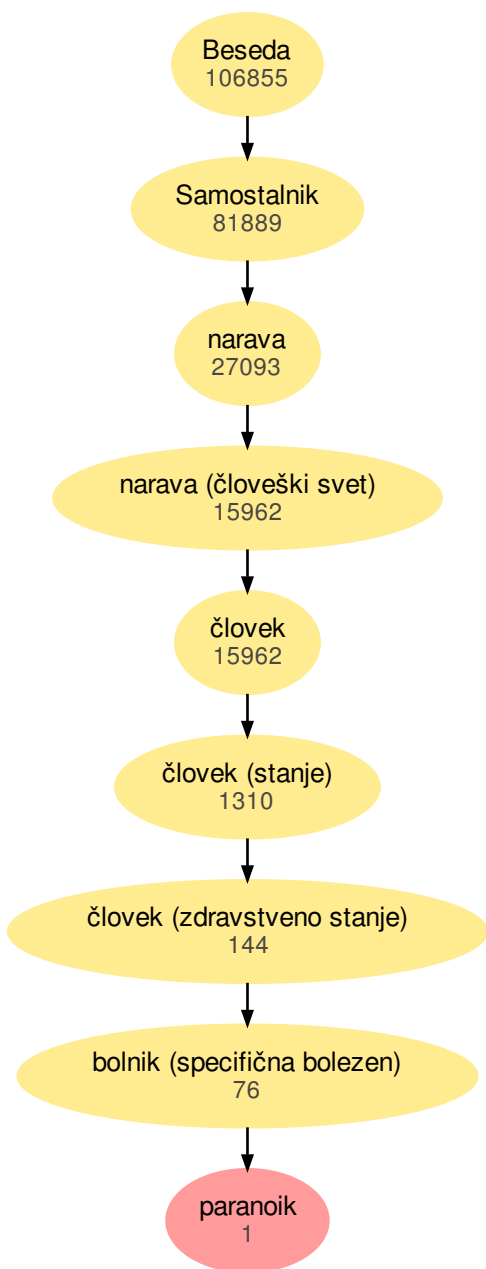 Beseda
106855
Samostalnik
81889
narava
27093
narava (človeški svet)
15962
človek
15962
človek (stanje)
1310
človek (zdravstveno stanje)
144
bolnik (specifična bolezen)
76
paranoik
1